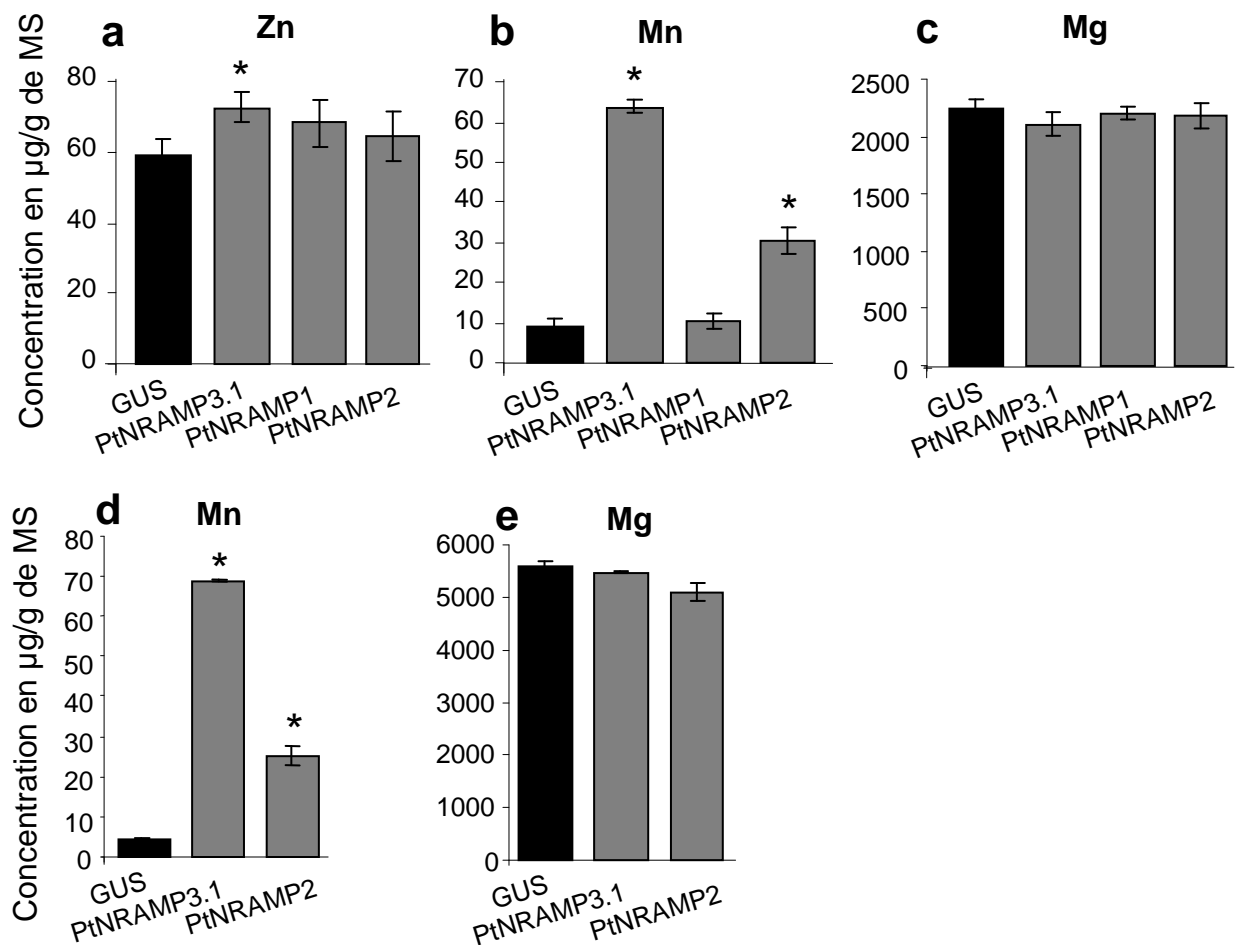 a
Zn
b
Mn
c
Mg
Concentration en µg/g de MS
80
60
40
20
0
*
GUS
PtNRAMP3.1
PtNRAMP1
PtNRAMP2
70
60
50
40
30
20
10
0
*
*
GUS
PtNRAMP3.1
PtNRAMP1
PtNRAMP2
2500
2000
1500
1000
500
0
GUS
PtNRAMP3.1
PtNRAMP1
PtNRAMP2
d
Mn
e
Mg
Concentration en µg/g de MS
80
70
60
50
40
30
20
10
0
*
*
GUS
PtNRAMP3.1
PtNRAMP2
6000
5000
4000
3000
2000
1000
0
GUS
PtNRAMP3.1
PtNRAMP2